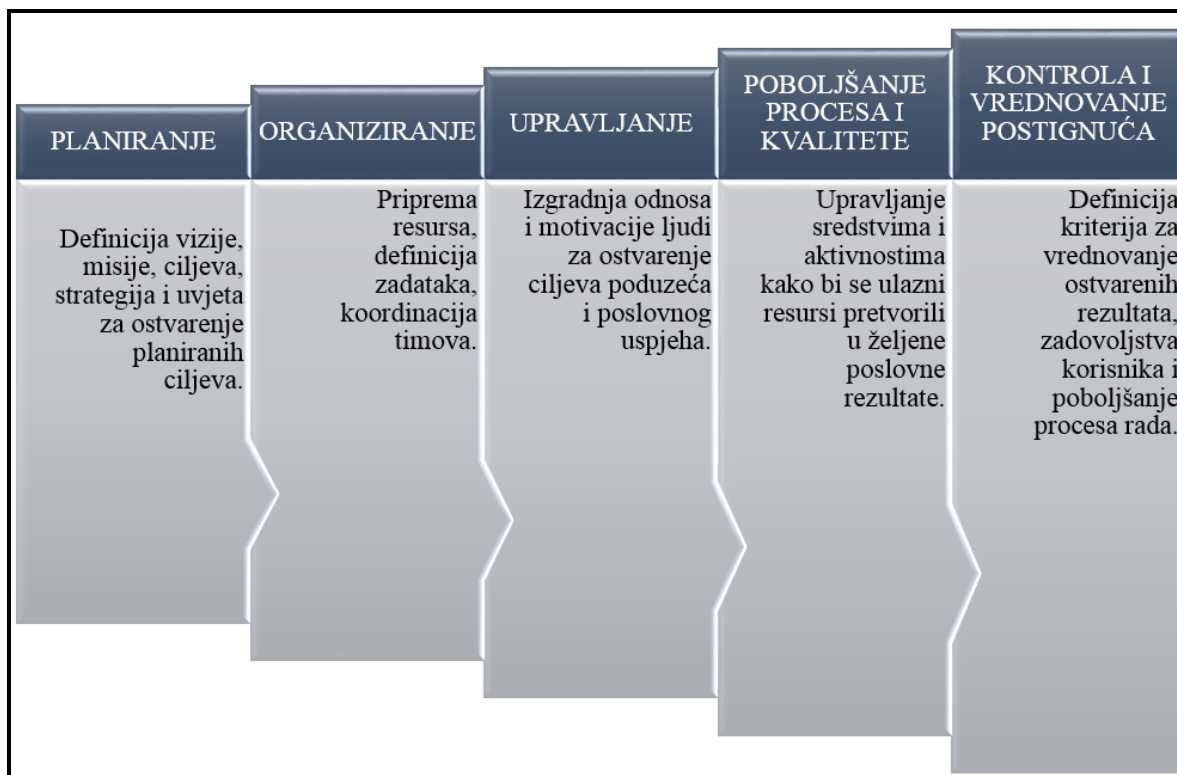 PLANIRANJE
Definicija vizije,
misije, ciljeva,
strategija i uvjeta
za ostvarenje
planiranih
ciljeva.
ORGANIZIRANJE
Priprema
resursa,
definicija
zadataka,
koordinacija
timova.
UPRAVLJANJE
Izgradnja odnosa
i motivacije ljudi
za ostvarenje
ciljeva poduzeća
i poslovnog
uspjeha.
POBOLJŠANJE
PROCESA I
KVALITETE
Upravljanje
sredstvima i
aktivnostima
kako bi se ulazni
resursi pretvorili
u željene
poslovne
rezultate.
KONTROLA I
VREDNOVANJE
POSTIGNUĆA
Definicija
kriterija za
vrednovanje
ostvarenih
rezultata,
zadovoljstva
korisnika i
poboljšanje
procesa rada.